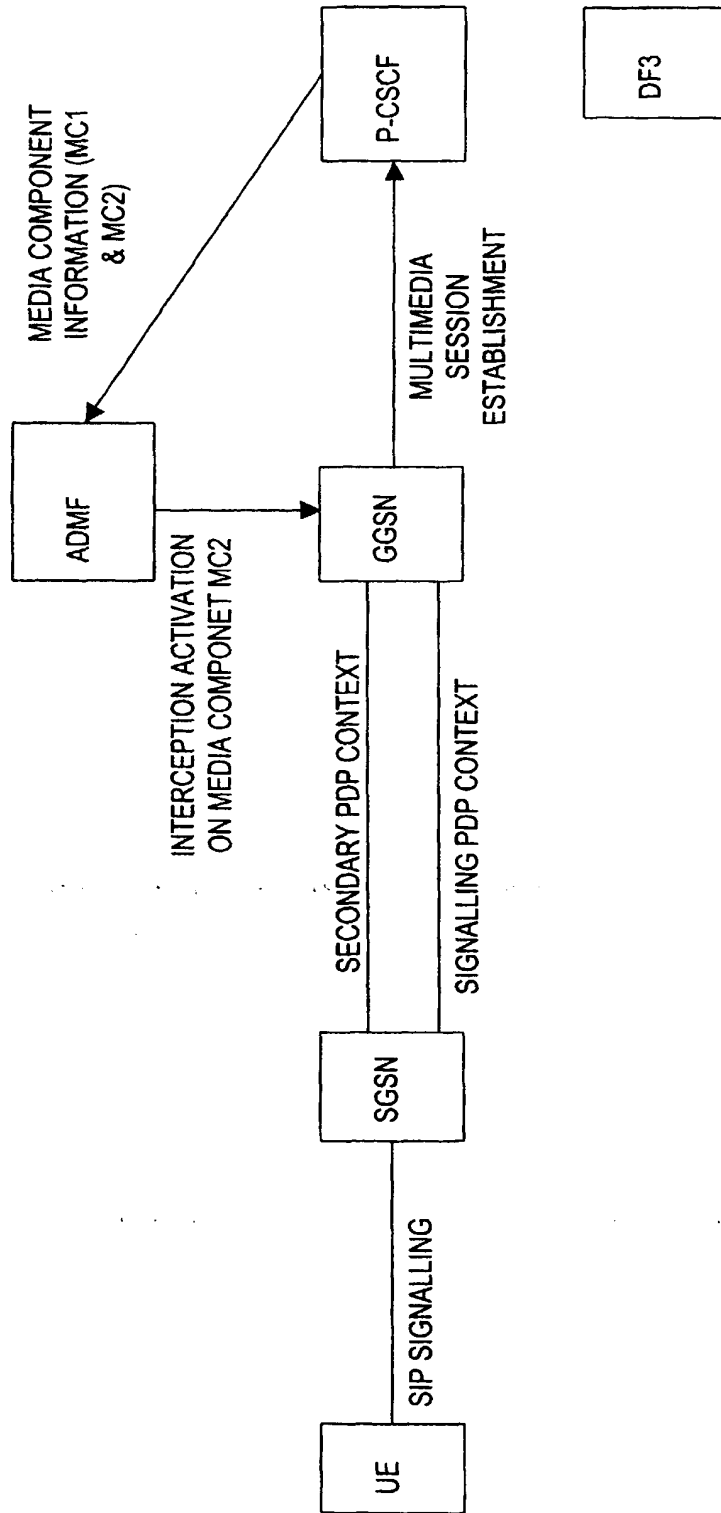 MEDIA COMPONENT
INFORMATION (MC1
& MC2)
ADMF
INTERCEPTION ACTIVATION
ON MEDIA COMPONET MC2
UE
SIP SIGNALLING
SGSN
SECONDARY PDP CONTEXT
SIGNALLING PDP CONTEXT
GGSN
MULTIMEDIA
SESSION
ESTABLISHMENT
P-CSCF
DF3